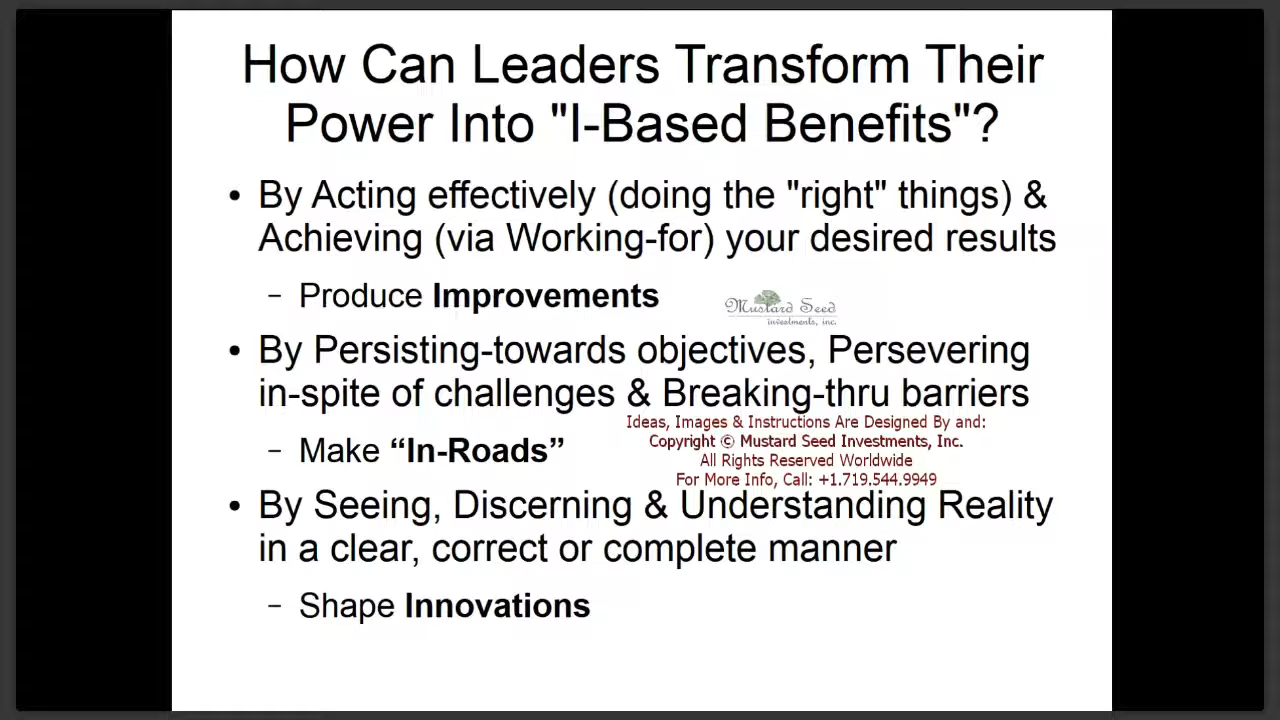 How Can Leaders Transform Their
Power Into "I-Based Benefits"?
• By Acting effectively (doing the "right" things) &
Achieving (via Working-for) your desired results
– Produce Improvements
Mustard Seed
investments, inc.
• By Persisting-towards objectives, Persevering
in-spite of challenges & Breaking-thru barriers
Ideas, Images & Instructions Are Designed By and:
Copyright © Mustard Seed Investments, Inc.
– Make “In-Roads”
All Rights Reserved Worldwide
For More Info, Call: +1.719.544.9949
• By Seeing, Discerning & Understanding Reality
in a clear, correct or complete manner
– Shape Innovations